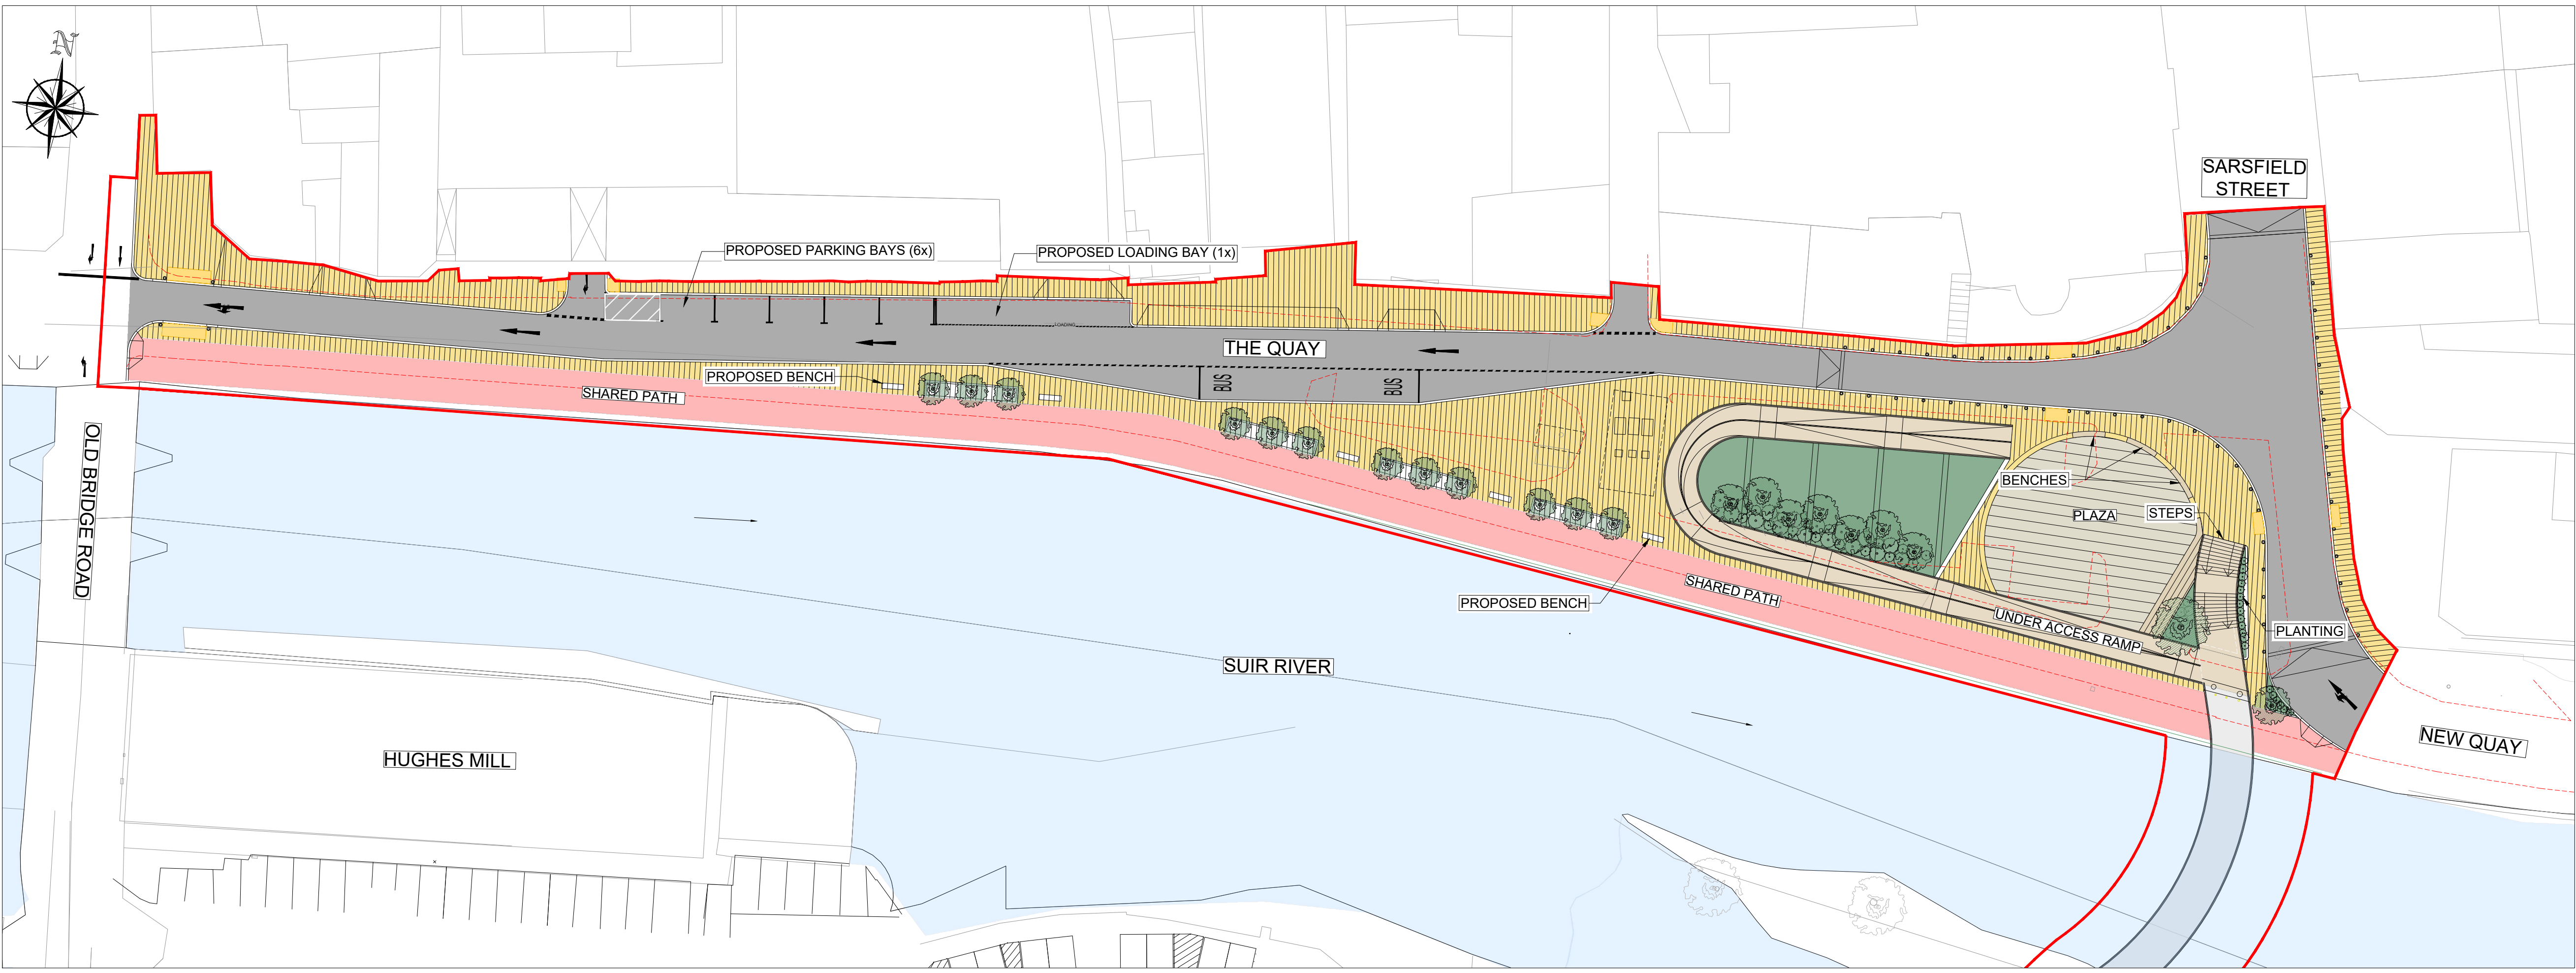 N
SARSFIELD
STREET
PROPOSED PARKING BAYS (6x)
PROPOSED LOADING BAY (1x)
LOADING
THE QUAY
PROPOSED BENCH
BUS
BUS
SHARED PATH
OLD BRIDGE ROAD
BENCHES
PLAZA
STEPS
SHARED PATH
PROPOSED BENCH
UNDER ACCESS RAMP
PLANTING
SUIR RIVER
NEW QUAY
HUGHES MILL